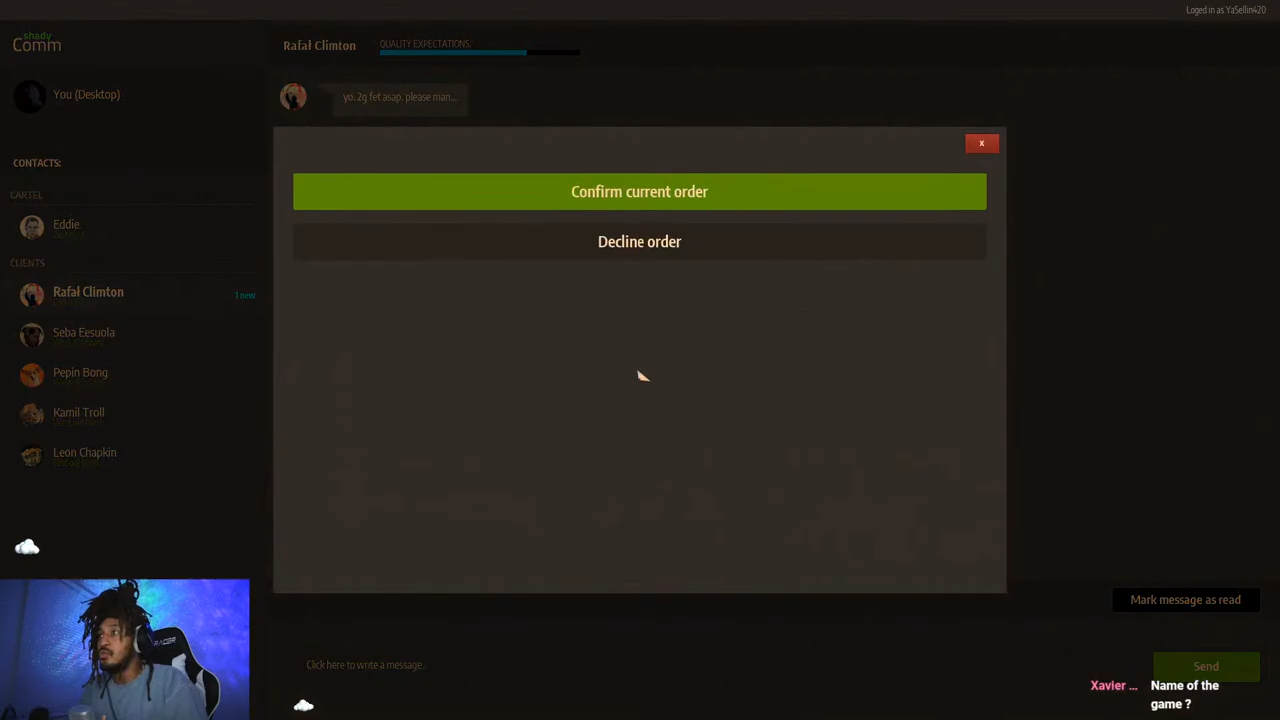 Loged in as YaSellin420
shady
Comm
Rafał Climton
QUALITY EXPECTATIONS:
You (Desktop)
yo. 2g fet asap. please man...
x
CONTACTS:
Confirm current order
CARTEL
Eddie
Decline order
CLIENTS
Rafał Climton
1 new
Seba Eesuola
Pepin Bong
Kamil Troll
Leon Chapkin
Mark message as read
Click here to write a message...
Send
Xavier ...
Name of the
game ?
RACER